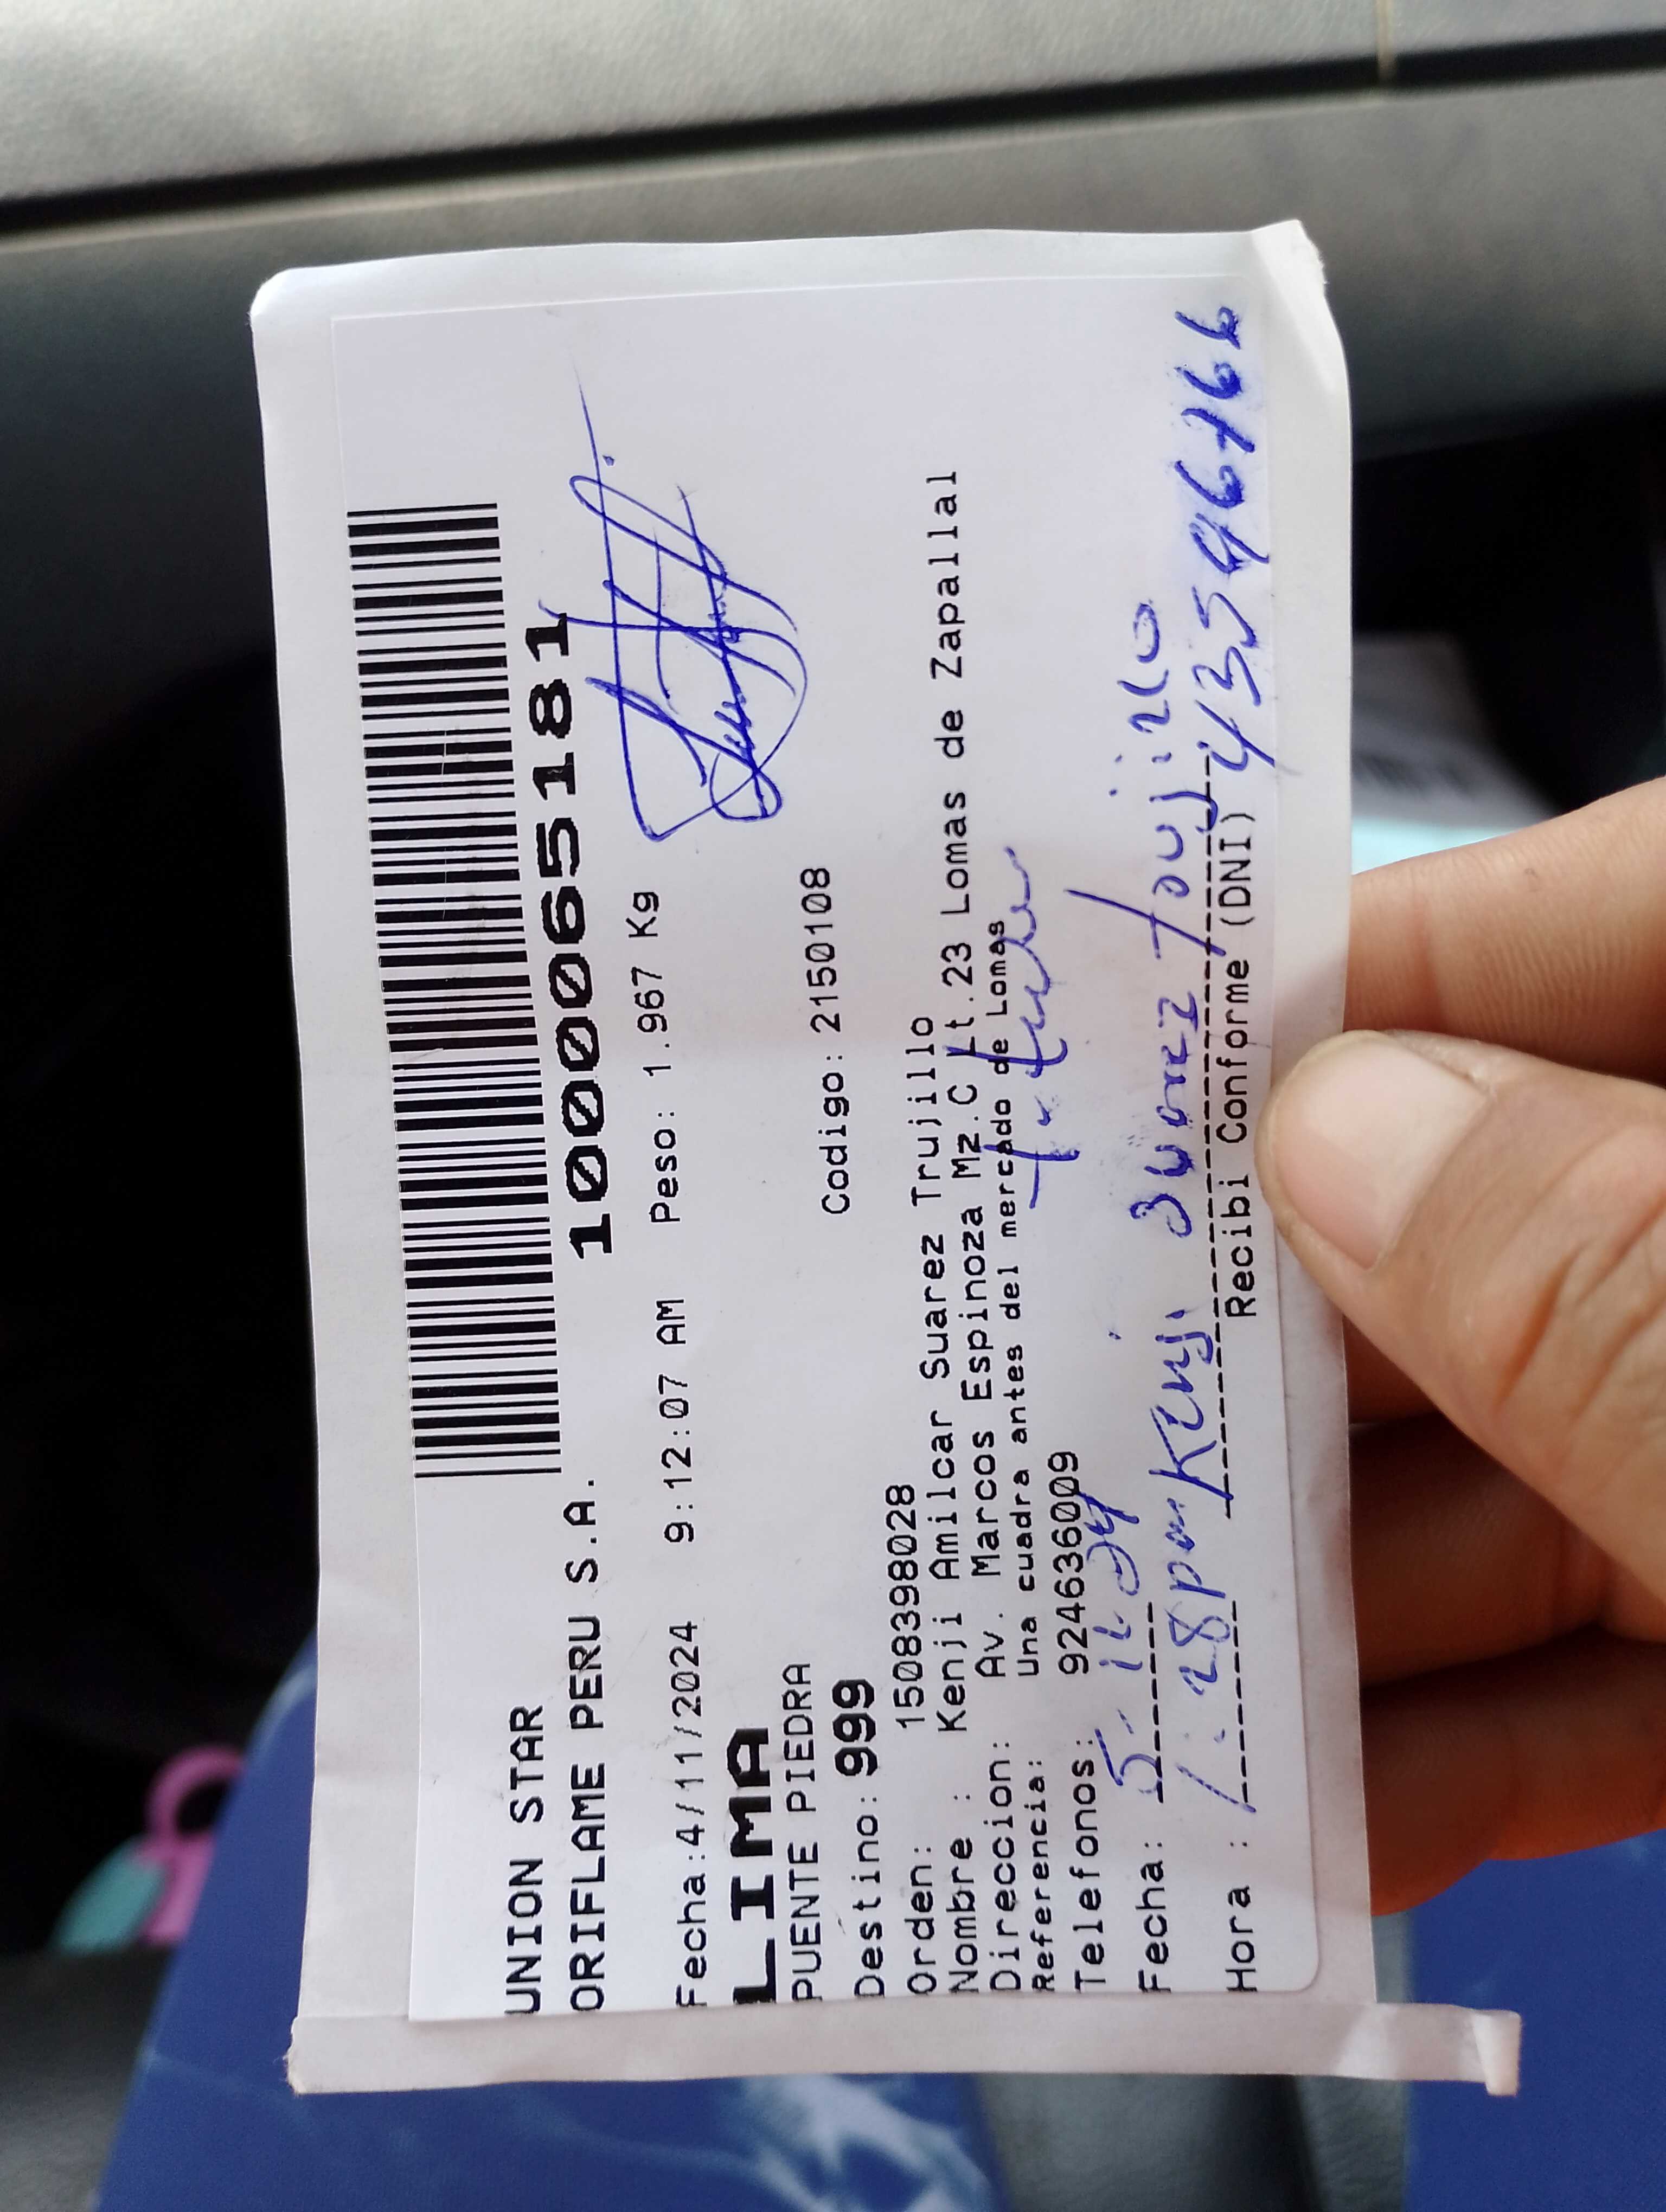 UNION STAR
ORIFLAME PERU S.A.
10006518 1
Fecha:4/11/2024 9:12:07 AM Peso: 1.967 Kg
LIMA
PUENTE PIEDRA
Destino: 999 Codigo: 2150108
Orden: 1508398028
Nombre : Kenji Amilcar Suarez Trujillo
Direccion: Av. Marcos Espinoza Mz.C Lt.23 Lomas de Zapallal
Referencia: Una cuadra antes del mercado de Lomas
Telefonos: 924636009
Fecha: 5-11-24
Hora : 1:28pm Kenji Suarez Trujillo
Recibi Conforme (DNI)